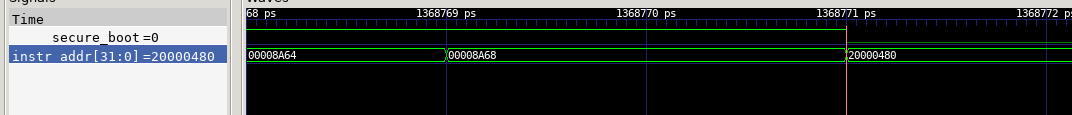 Signals
Waves
Time
68 ps 1368769 ps 1368770 ps 1368771 ps 1368772 ps
secure_boot=0
instr_addr[31:0]=20000480
00008A64 00008A68 20000480